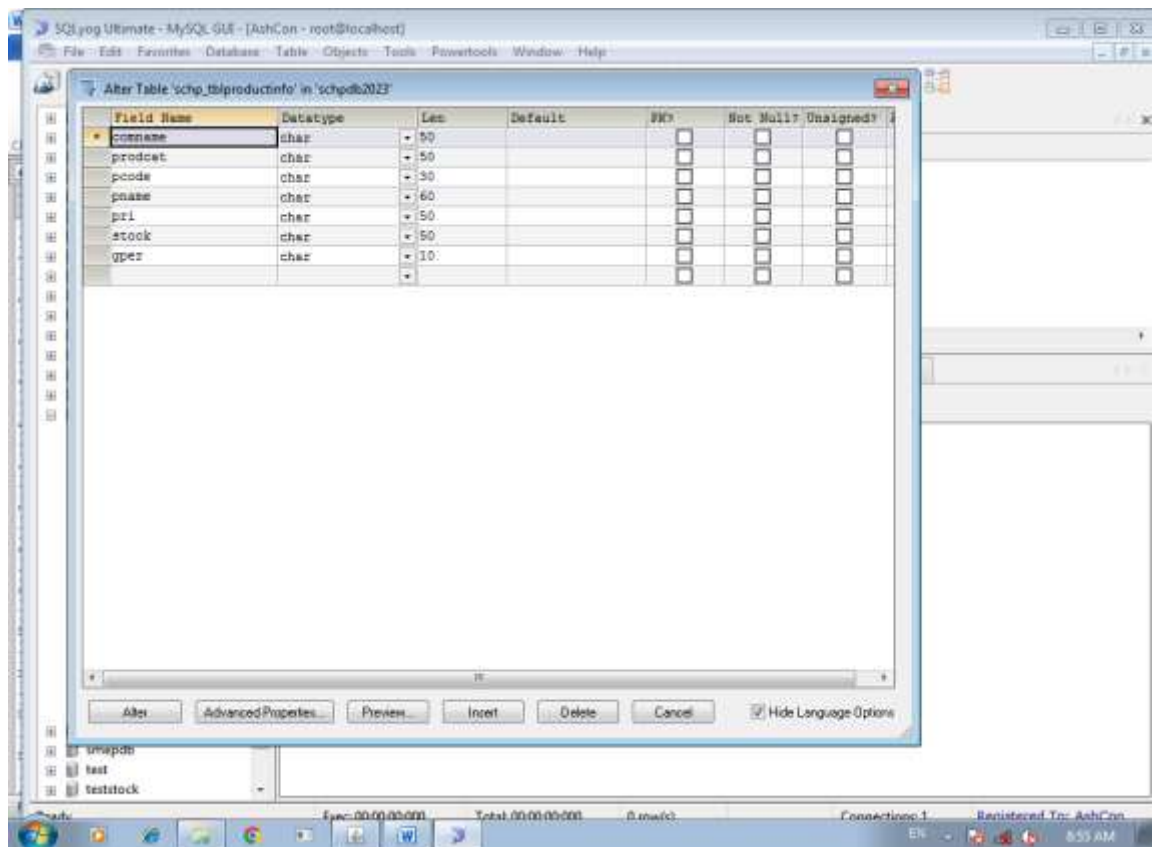 SQLyog Ultimate - MySQL GUI - [AshCon - root@localhost]
File Edit Favorites Database Table Objects Tools Powertools Window Help
Alter Table 'schp_tblproductinfo' in 'schpdb2023'
Field Name Datatype Len Default PK? Not Null? Unsigned?
* comname char 50
prodcat char 50
pcode char 30
pname char 60
pri char 50
stock char 50
gper char 10
Alter Advanced Properties... Preview... Insert Delete Cancel Hide Language Options
smepdb
test
teststock
Ready Exec: 00:00:00:000 Total: 00:00:00:000 0 row(s) Connections: 1 Registered To: AshCon
EN 8:55 AM